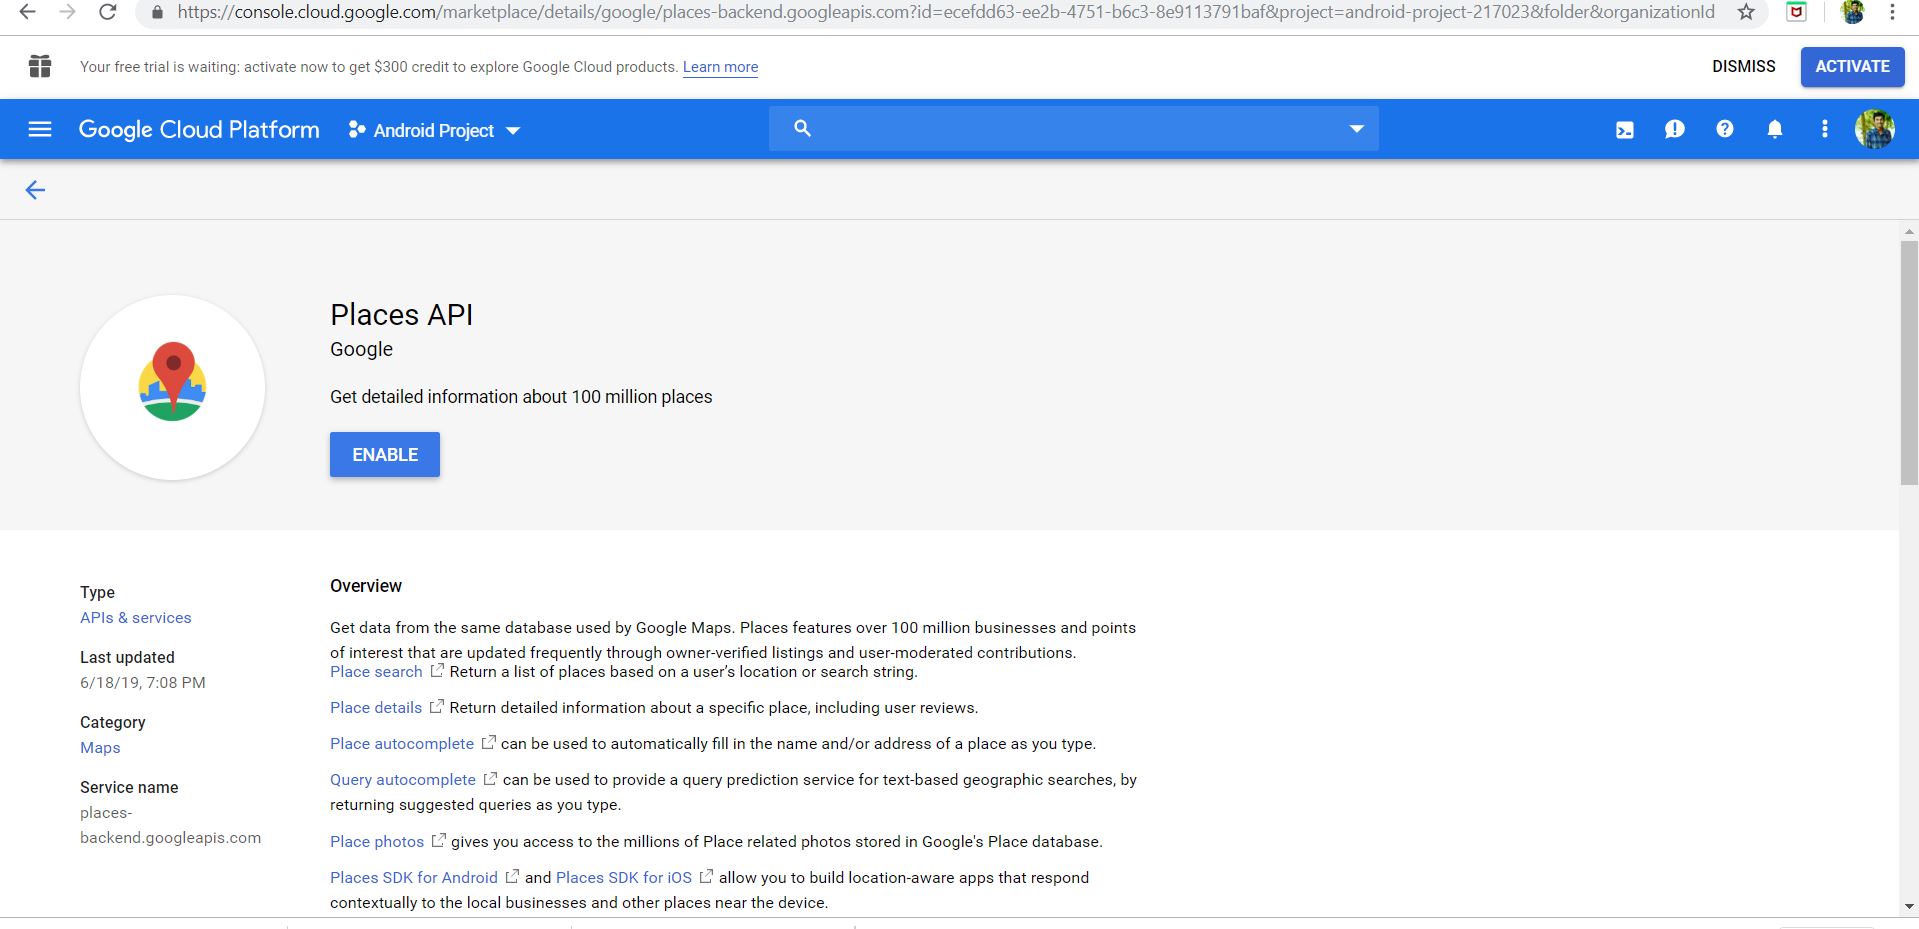 https://console.cloud.google.com/marketplace/details/google/places-backend.googleapis.com?id=ecefdd63-ee2b-4751-b6c3-8e9113791baf&project=android-project-217023&folder&organizationId
Your free trial is waiting: activate now to get $300 credit to explore Google Cloud products. Learn more
DISMISS
ACTIVATE
Google Cloud Platform
Android Project
Places API
Google
Get detailed information about 100 million places
ENABLE
Type
APIs & services
Last updated
6/18/19, 7:08 PM
Category
Maps
Service name
places-
backend.googleapis.com
Overview
Get data from the same database used by Google Maps. Places features over 100 million businesses and points
of interest that are updated frequently through owner-verified listings and user-moderated contributions.
Place search Return a list of places based on a user’s location or search string.
Place details Return detailed information about a specific place, including user reviews.
Place autocomplete can be used to automatically fill in the name and/or address of a place as you type.
Query autocomplete can be used to provide a query prediction service for text-based geographic searches, by
returning suggested queries as you type.
Place photos gives you access to the millions of Place related photos stored in Google's Place database.
Places SDK for Android and Places SDK for iOS allow you to build location-aware apps that respond
contextually to the local businesses and other places near the device.